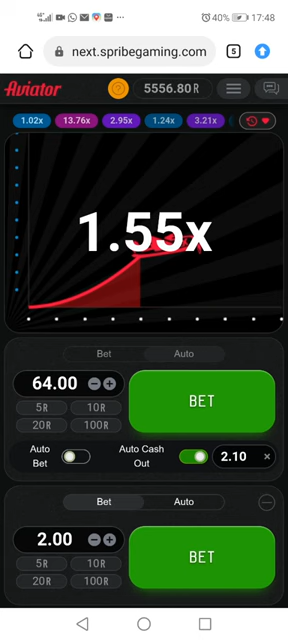 40% 17:48
next.spribegaming.com 5
Aviator ? 5556.80 R
1.02x 13.76x 2.95x 1.24x 3.21x
1.55x
Bet Auto
64.00 BET
5R 10R
20R 100R
Auto Bet Auto Cash Out 2.10 ×
Bet Auto
2.00 BET
5R 10R
20R 100R